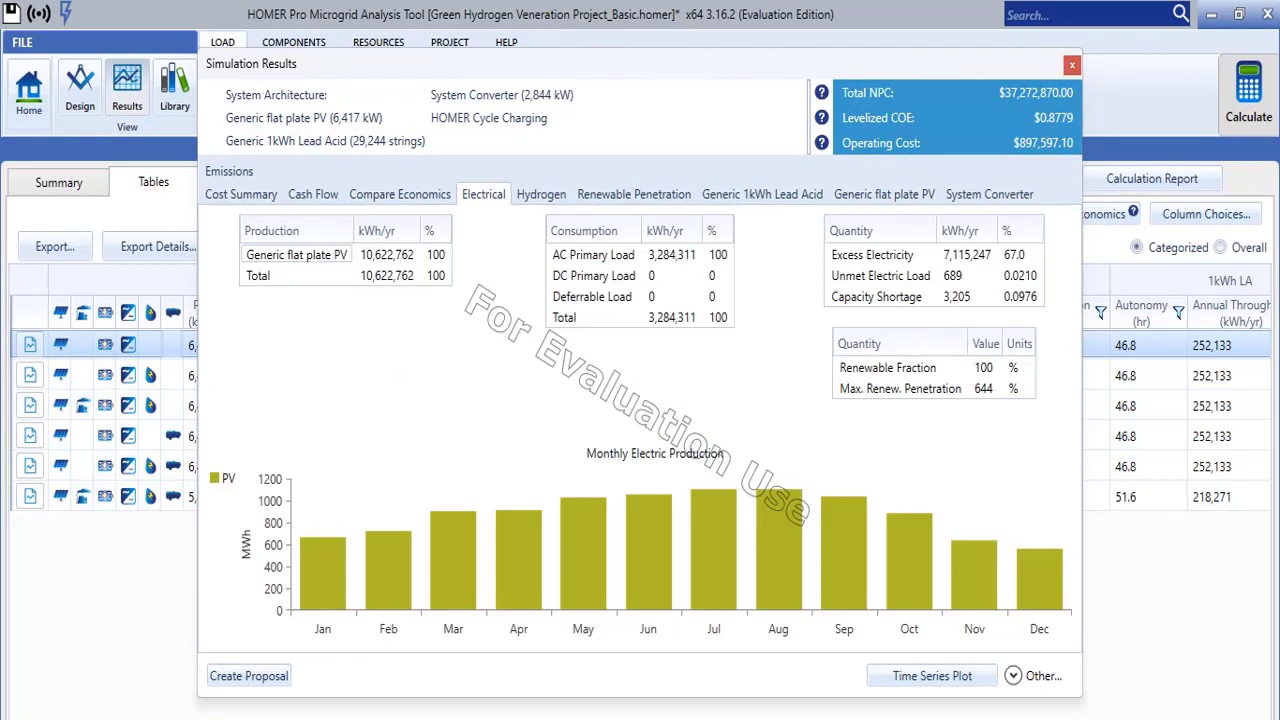 HOMER Pro Microgrid Analysis Tool [Green Hydrogen Veneration Project_Basic.homer]* x64 3.16.2 (Evaluation Edition)
Search...
FILE
LOAD COMPONENTS RESOURCES PROJECT HELP
Home
Design
Results
Library
View
Calculate
Simulation Results
System Architecture:
System Converter (2,844 kW)
Generic flat plate PV (6,417 kW)
HOMER Cycle Charging
Generic 1kWh Lead Acid (29,244 strings)
Total NPC: $37,272,870.00
Levelized COE: $0.8779
Operating Cost: $897,597.10
Emissions
Cost Summary Cash Flow Compare Economics Electrical Hydrogen Renewable Penetration Generic 1kWh Lead Acid Generic flat plate PV System Converter
Summary
Tables
Calculation Report
Export...
Export Details...
onomics
Column Choices...
Categorized Overall
Production kWh/yr %
Generic flat plate PV 10,622,762 100
Total 10,622,762 100
Consumption kWh/yr %
AC Primary Load 3,284,311 100
DC Primary Load 0 0
Deferrable Load 0 0
Total 3,284,311 100
Quantity kWh/yr %
Excess Electricity 7,115,247 67.0
Unmet Electric Load 689 0.0210
Capacity Shortage 3,205 0.0976
Quantity Value Units
Renewable Fraction 100 %
Max. Renew. Penetration 644 %
1kWh LA
Autonomy (hr)
Annual Through
(kWh/yr)
46.8 252,133
46.8 252,133
46.8 252,133
46.8 252,133
46.8 252,133
51.6 218,271
For Evaluation Use
Monthly Electric Production
PV
MWh
1200
1000
800
600
400
200
0
Jan Feb Mar Apr May Jun Jul Aug Sep Oct Nov Dec
Create Proposal
Time Series Plot
Other...